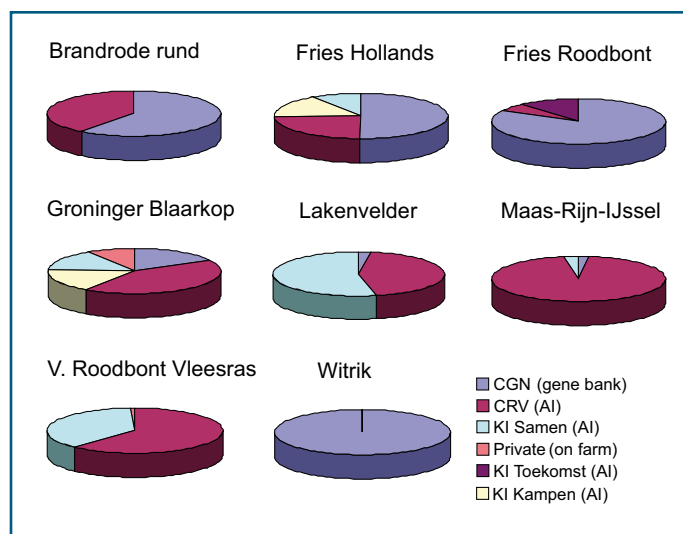 Brandrode rund
Fries Hollands
Fries Roodbont
Groninger Blaarkop
Lakenvelder
Maas-Rijn-IJssel
V. Roodbont Vleesras
Witrik
CGN (gene bank)
CRV (AI)
KI Samen (AI)
Private (on farm)
KI Toekomst (AI)
KI Kampen (AI)